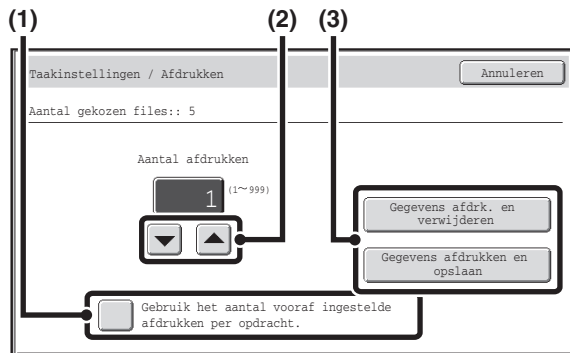 (1) (2) (3)
Taakinstellingen / Afdrukken Annuleren
Aantal gekozen files:: 5
Aantal afdrukken
1 (1~999)
Gegevens afdrk. en
verwijderen
Gegevens afdrukken en
opslaan
Gebruik het aantal vooraf ingestelde
afdrukken per opdracht.